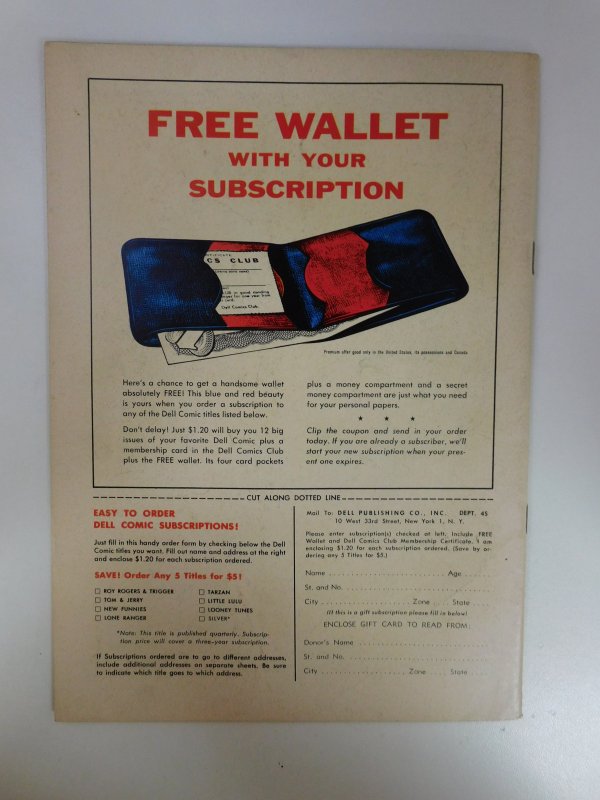 FREE WALLET
WITH YOUR
SUBSCRIPTION
CS CLUB
Dell Comics Club.
Premium offer good only in the United States, its possessions and Canada
Here's a chance to get a handsome wallet
absolutely FREE! This blue and red beauty
is yours when you order a subscription to
any of the Dell Comic titles listed below.
Don't delay! Just $1.20 will buy you 12 big
issues of your favorite Dell Comic plus a
membership card in the Dell Comics Club
plus the FREE wallet. Its four card pockets
plus a money compartment and a secret
money compartment are just what you need
for your personal papers.
★ ★ ★
Clip the coupon and send in your order
today. If you are already a subscriber, we'll
start your new subscription when your pres-
ent one expires.
CUT ALONG DOTTED LINE
EASY TO ORDER
DELL COMIC SUBSCRIPTIONS!
Just fill in this handy order form by checking below the Dell
Comic titles you want. Fill out name and address at the right
and enclose $1.20 for each subscription ordered.
SAVE! Order Any 5 Titles for $5!
ROY ROGERS & TRIGGER
TOM & JERRY
NEW FUNNIES
LONE RANGER
TARZAN
LITTLE LULU
LOONEY TUNES
SILVER*
*Note: This title is published quarterly. Subscrip-
tion price will cover a three-year subscription.
If Subscriptions ordered are to go to different addresses,
include additional addresses on separate sheets. Be sure
to indicate which title goes to which address.
Mail To: DELL PUBLISHING CO., INC. DEPT. 4S
10 West 33rd Street, New York 1, N. Y.
Please enter subscription(s) checked at left. Include FREE
Wallet and Dell Comics Club Membership Certificate. I am
enclosing $1.20 for each subscription ordered. (Save by or-
dering any 5 Titles for $5.)
Name Age
St. and No.
City Zone State
(If this is a gift subscription please fill in below)
ENCLOSE GIFT CARD TO READ FROM:
Donor's Name
St. and No.
City Zone State